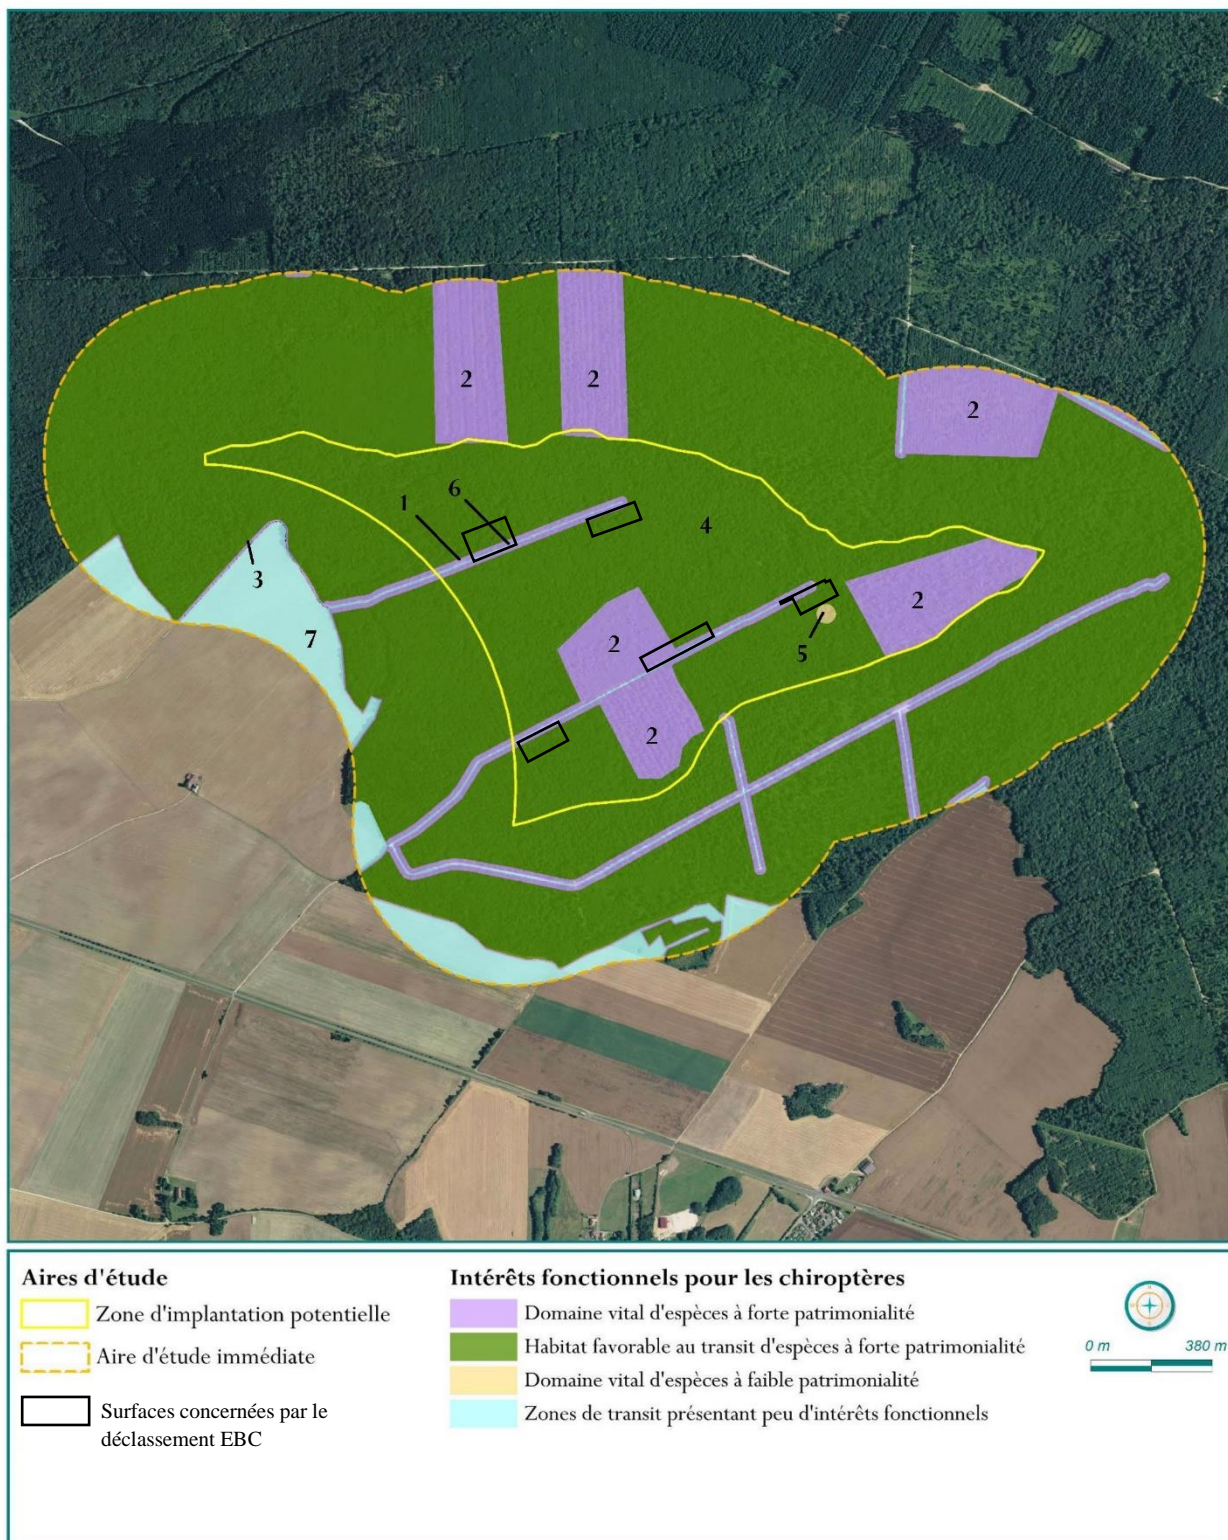 2
2
2
6
1
4
3
2
5
7
2
2
Aires d'étude
Zone d'implantation potentielle
Aire d'étude immédiate
Surfaces concernées par le
déclassement EBC
Intérêts fonctionnels pour les chiroptères
Domaine vital d'espèces à forte patrimonialité
Habitat favorable au transit d'espèces à forte patrimonialité
Domaine vital d'espèces à faible patrimonialité
Zones de transit présentant peu d'intérêts fonctionnels
0 m 380 m